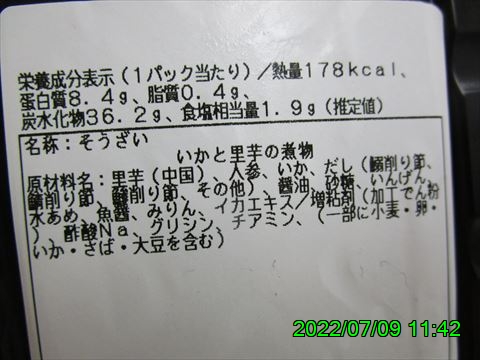 栄養成分表示(1パック当たり)/熱量178kcal、
蛋白質8.4g、脂質0.4g、
炭水化物36.2g、食塩相当量1.9g(推定値)
名称:そうざい
いかと里芋の煮物
原材料名:里芋(中国)、人参、いか、だし(鰯削り節、
鯖削り節、鰹削り節、その他)、醤油、砂糖、いんげん、
水あめ、魚醤、みりん、イカエキス/増粘剤(加工でん粉
)、酢酸Na、グリシン、チアミン、(一部に小麦・卵・
いか・さば・大豆を含む)
2022/07/09 11:42